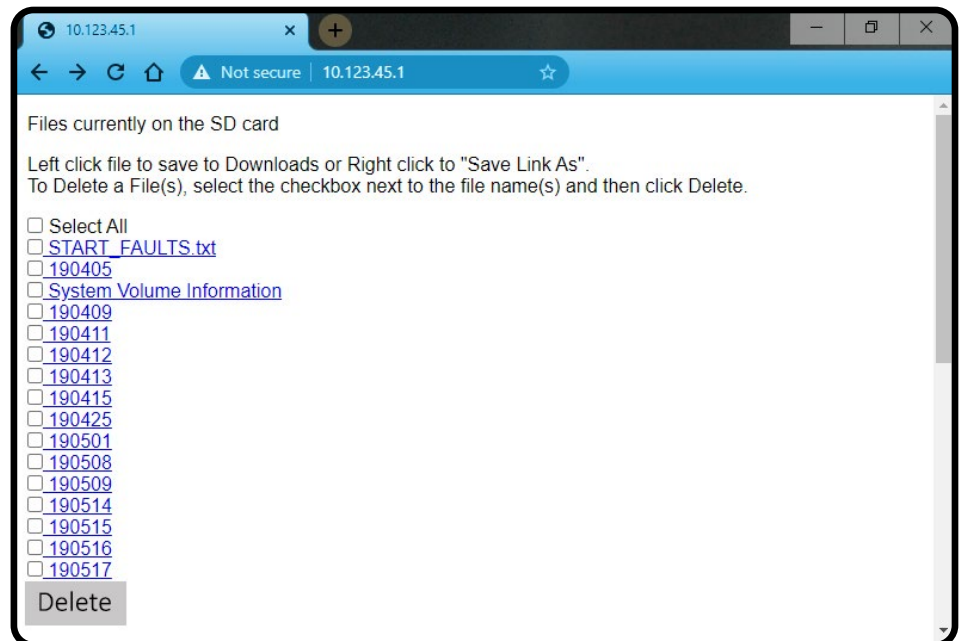 10.123.45.1
Not secure 10.123.45.1
Files currently on the SD card
Left click file to save to Downloads or Right click to "Save Link As".
To Delete a File(s), select the checkbox next to the file name(s) and then click Delete.
Select All
START_FAULTS.txt
190405
System Volume Information
190409
190411
190412
190413
190415
190425
190501
190508
190509
190514
190515
190516
190517
Delete